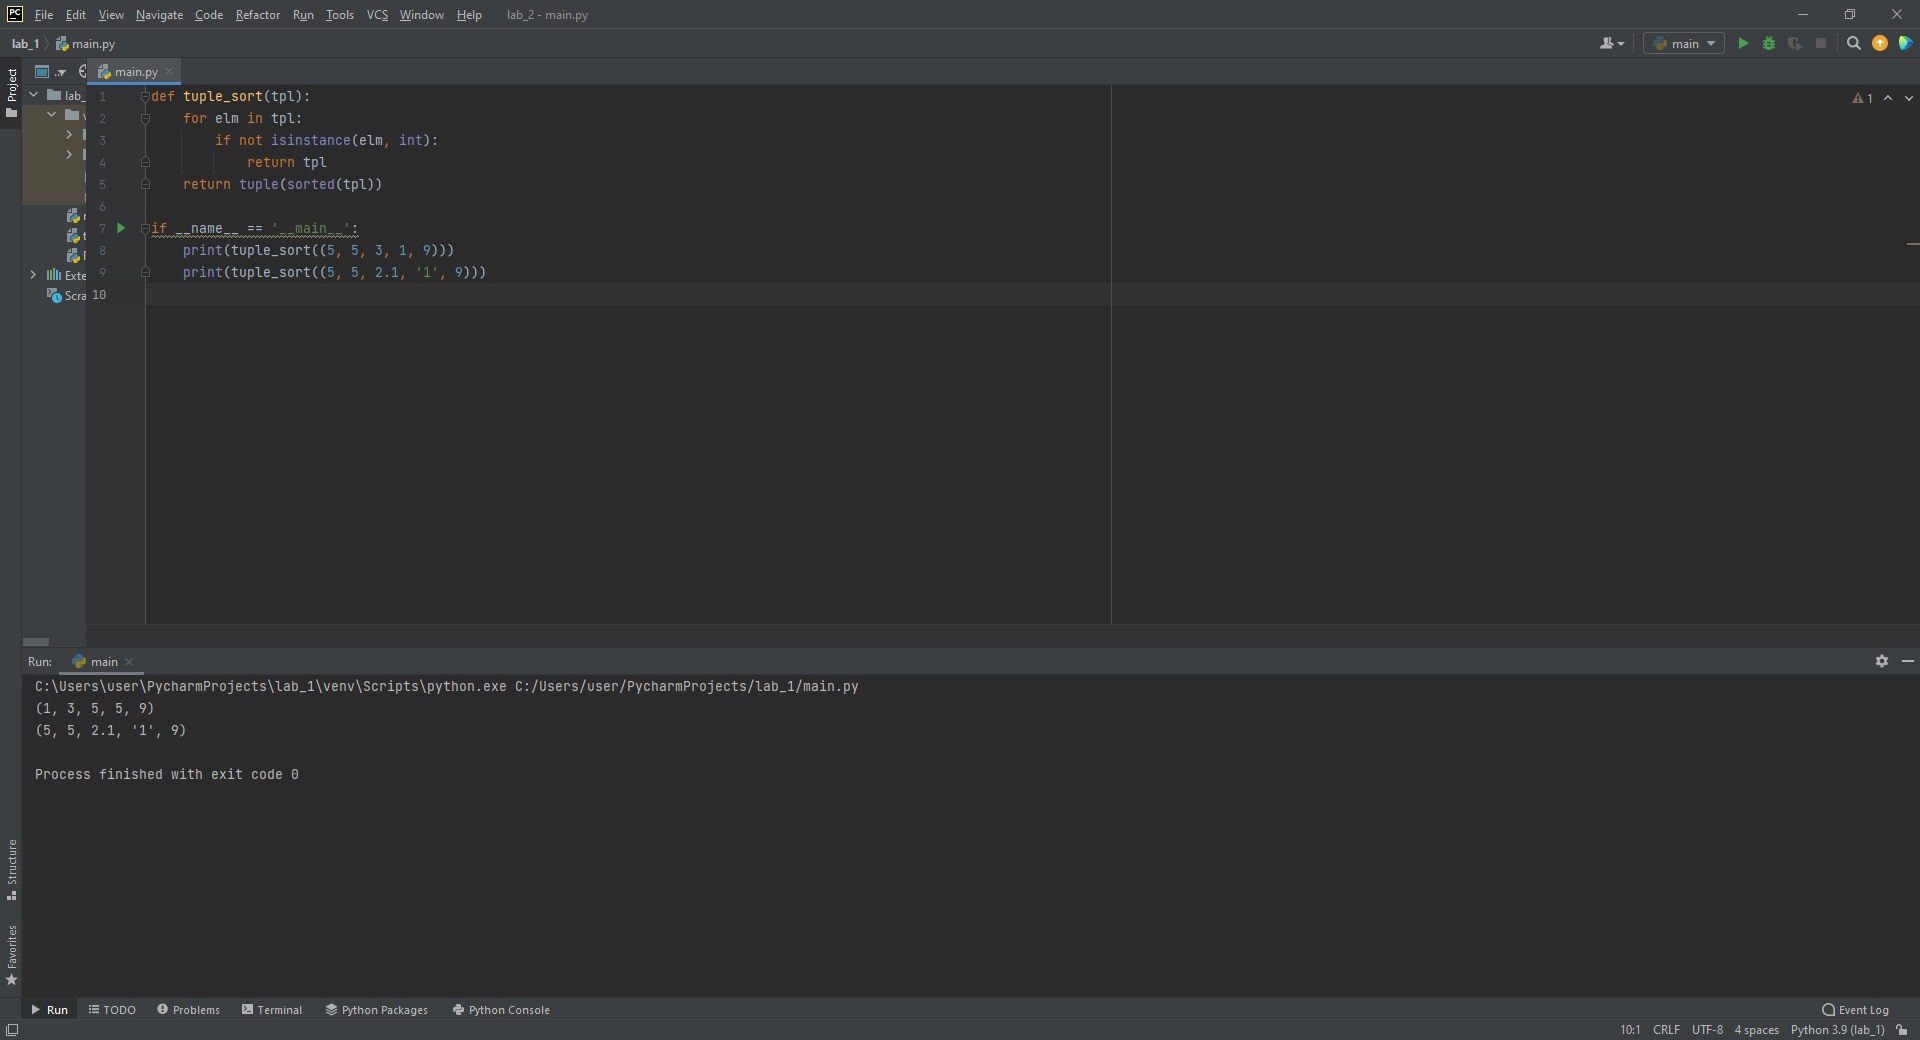 PC File Edit View Navigate Code Refactor Run Tools VCS Window Help lab_2 - main.py
lab_1 main.py main
Project
main.py
lab_
Exte
Scra
1 def tuple_sort(tpl):
2     for elm in tpl:
3         if not isinstance(elm, int):
4             return tpl
5     return tuple(sorted(tpl))
6
7 if __name__ == '__main__':
8     print(tuple_sort((5, 5, 3, 1, 9)))
9     print(tuple_sort((5, 5, 2.1, '1', 9)))
10
1
Run: main
C:\Users\user\PycharmProjects\lab_1\venv\Scripts\python.exe C:/Users/user/PycharmProjects/lab_1/main.py
(1, 3, 5, 5, 9)
(5, 5, 2.1, '1', 9)
Process finished with exit code 0
Structure
Favorites
Run TODO Problems Terminal Python Packages Python Console Event Log
10:1 CRLF UTF-8 4 spaces Python 3.9 (lab_1)